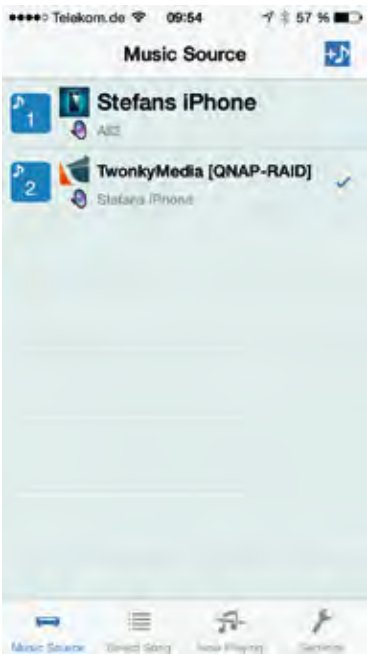 Telekom.de 09:54 57 %
Music Source
1
Stefans iPhone
2
TwonkyMedia [QNAP-RAID]
Stefans iPhone
Music Source Select Song Now Playing Settings